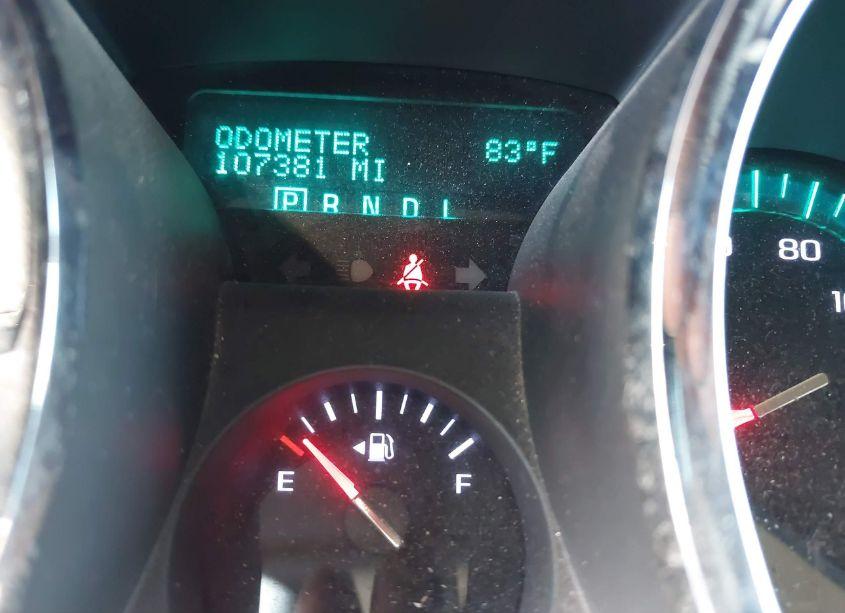 ODOMETER 83°F
107381 MI
P R N D L
80
E F